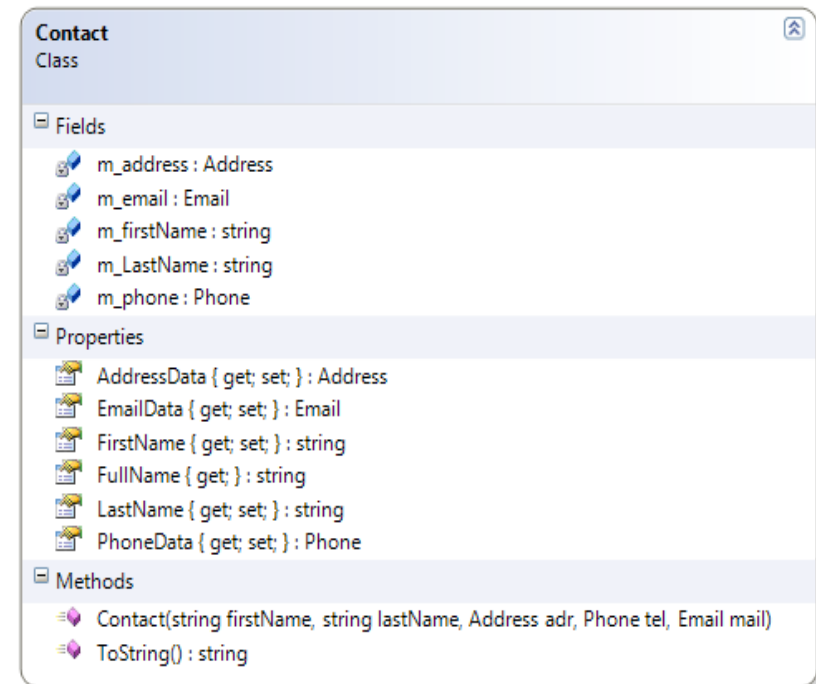 Contact
Class
Fields
m_address : Address
m_email : Email
m_firstName : string
m_LastName : string
m_phone : Phone
Properties
AddressData { get; set; } : Address
EmailData { get; set; } : Email
FirstName { get; set; } : string
FullName { get; } : string
LastName { get; set; } : string
PhoneData { get; set; } : Phone
Methods
Contact(string firstName, string lastName, Address adr, Phone tel, Email mail)
ToString() : string